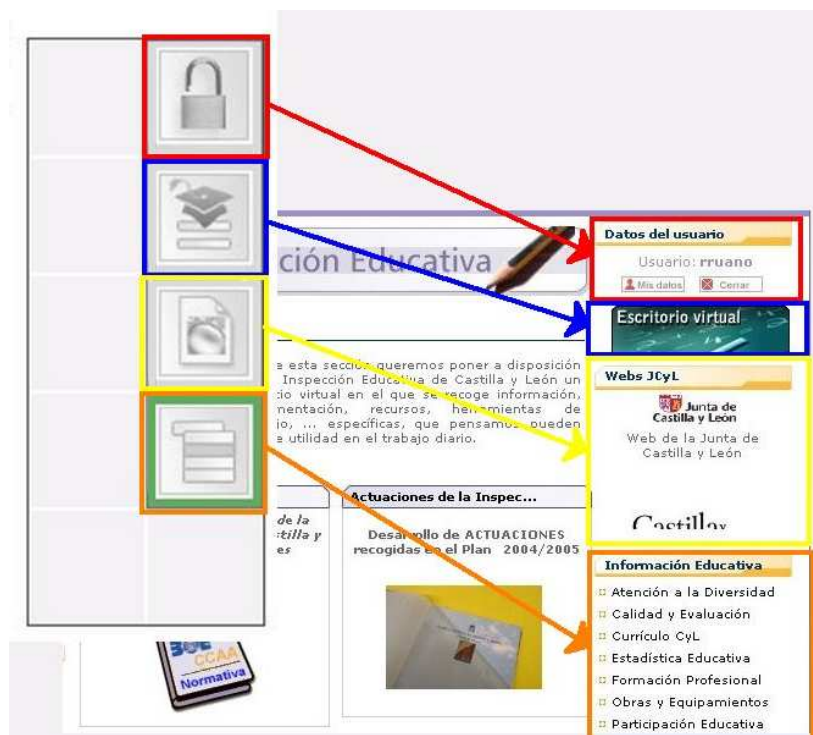 ción Educativa
e esta sección queremos poner a disposición
Inspección Educativa de Castilla y León un
io virtual en el que se recoge información,
mentación, recursos, herramientas de
jo, ... específicas, que pensamos pueden
e utilidad en el trabajo diario.
de la
tilla y
es
BOE
CCAA
Normativa
Actuaciones de la Inspec...
Desarrollo de ACTUACIONES
recogidas en el Plan 2004/2005
Datos del usuario
Usuario: rruano
Mis datos
Cerrar
Escritorio virtual
Webs JCyL
Junta de
Castilla y León
Web de la Junta de
Castilla y León
Castilla y
Información Educativa
Atención a la Diversidad
Calidad y Evaluación
Currículo CyL
Estadística Educativa
Formación Profesional
Obras y Equipamientos
Participación Educativa